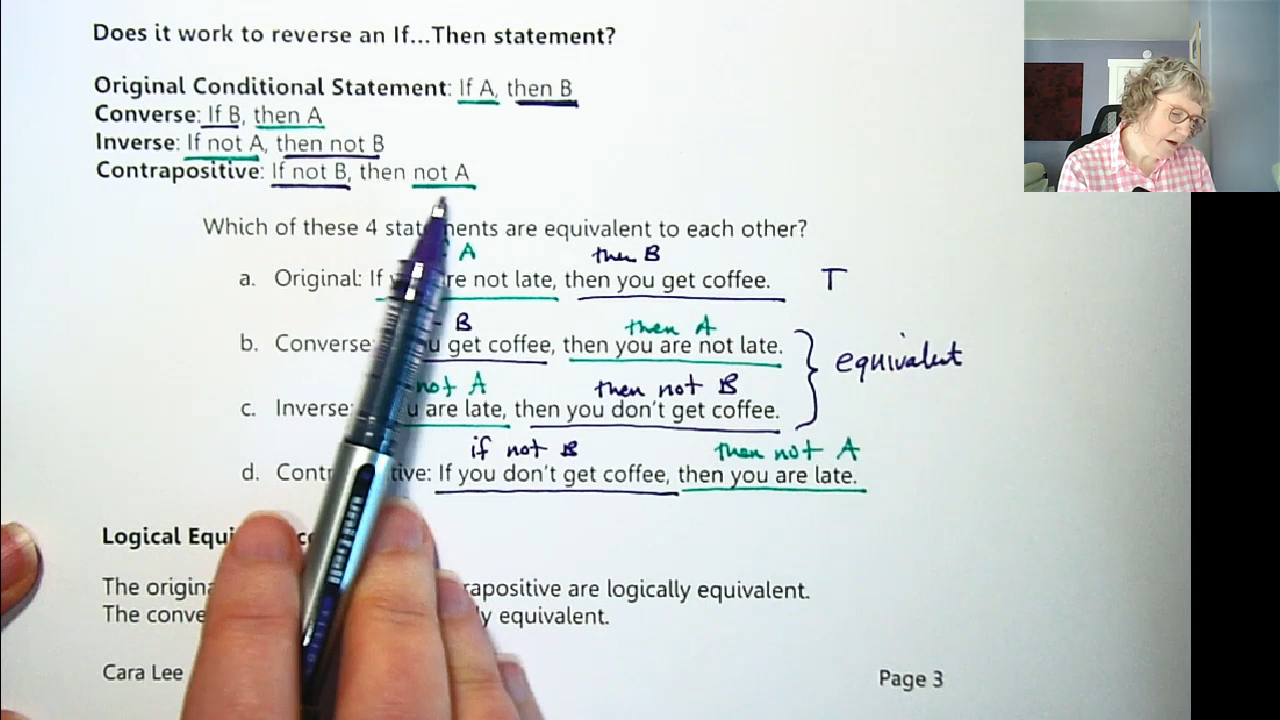 Does it work to reverse an If...Then statement?
Original Conditional Statement: If A, then B
Converse: If B, then A
Inverse: If not A, then not B
Contrapositive: If not B, then not A
Which of these 4 statements are equivalent to each other?
A then B
a. Original: If re not late, then you get coffee. T
B then A
b. Converse u get coffee, then you are not late.
equivalent
not A then not B
c. Inverse: u are late, then you don't get coffee.
if not B then not A
d. Cont tive: If you don't get coffee, then you are late.
Logical Equi
The origin rapositive are logically equivalent.
The conve y equivalent.
Cara Lee Page 3